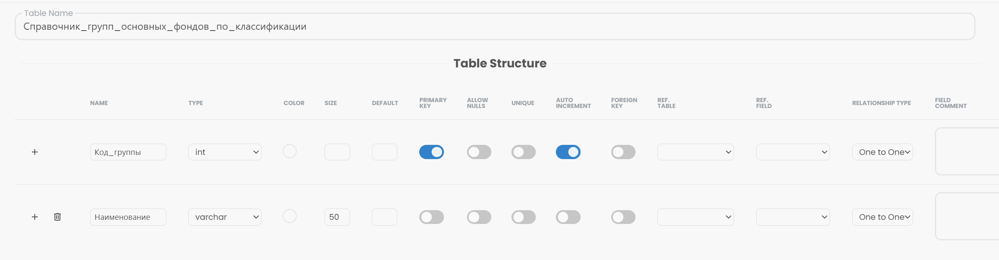 Table Name
Справочник_групп_основных_фондов_по_классификации
Table Structure
NAME TYPE COLOR SIZE DEFAULT PRIMARY KEY ALLOW NULLS UNIQUE AUTO INCREMENT FOREIGN KEY REF. TABLE REF. FIELD RELATIONSHIP TYPE FIELD COMMENT
Код_группы int One to One
Наименование varchar 50 One to One